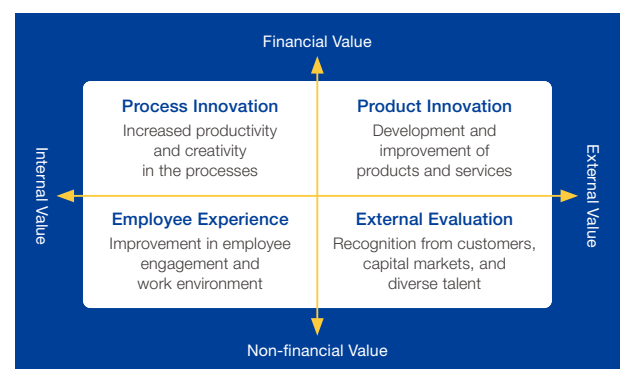 Financial Value
Process Innovation
Increased productivity
and creativity
in the processes
Product Innovation
Development and
improvement of
products and services
Internal Value
External Value
Employee Experience
Improvement in employee
engagement and
work environment
External Evaluation
Recognition from customers,
capital markets, and
diverse talent
Non-financial Value